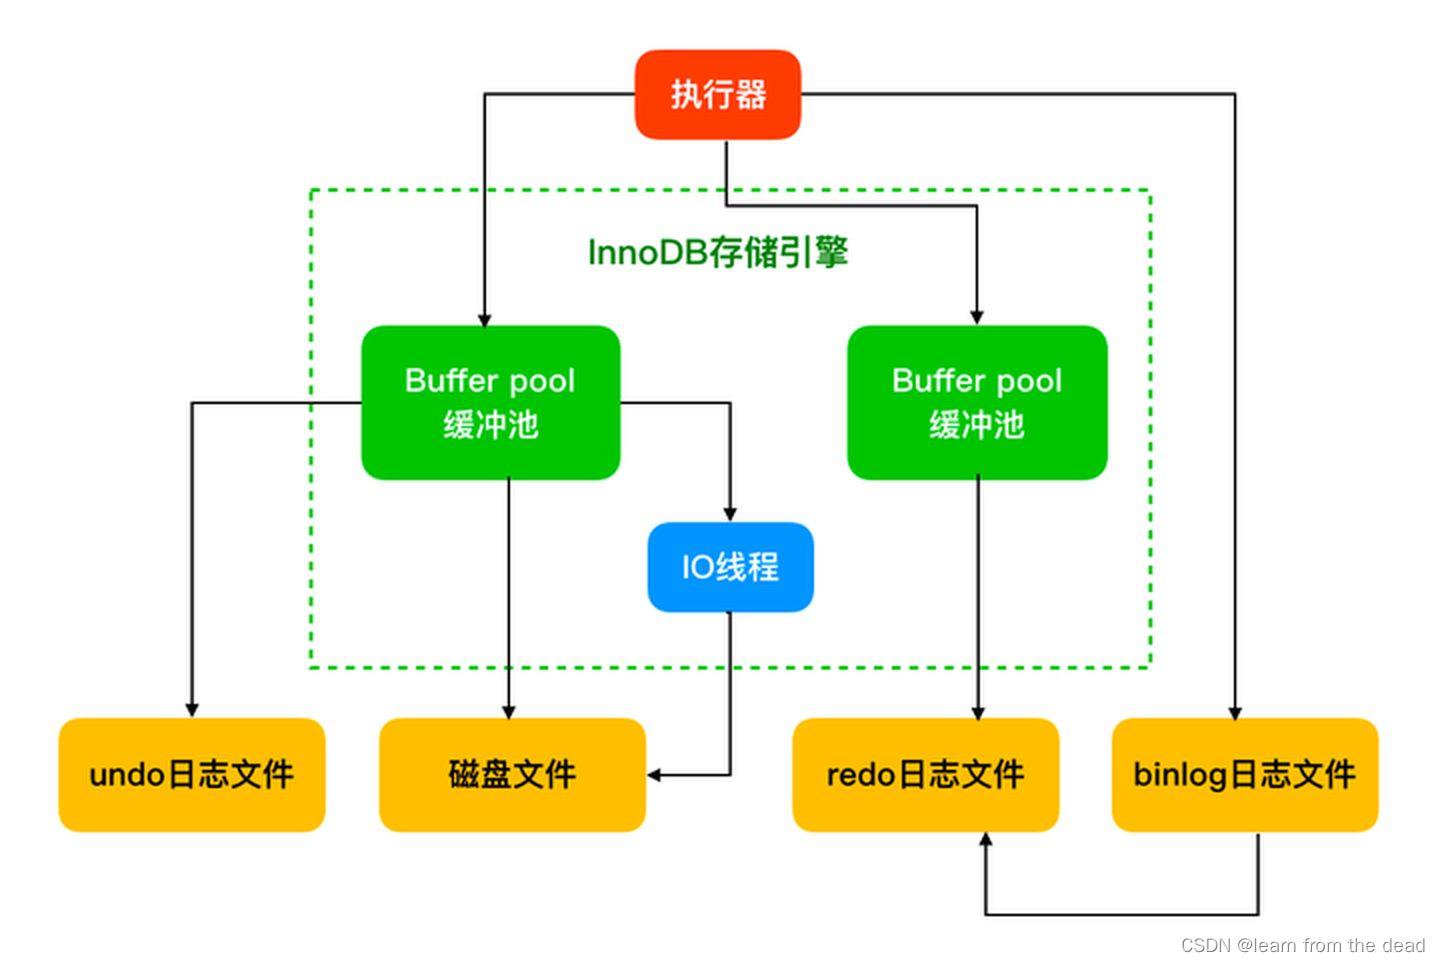 执行器
InnoDB存储引擎
Buffer pool
缓冲池
Buffer pool
缓冲池
IO线程
undo日志文件
磁盘文件
redo日志文件
binlog日志文件
CSDN @learn from the dead